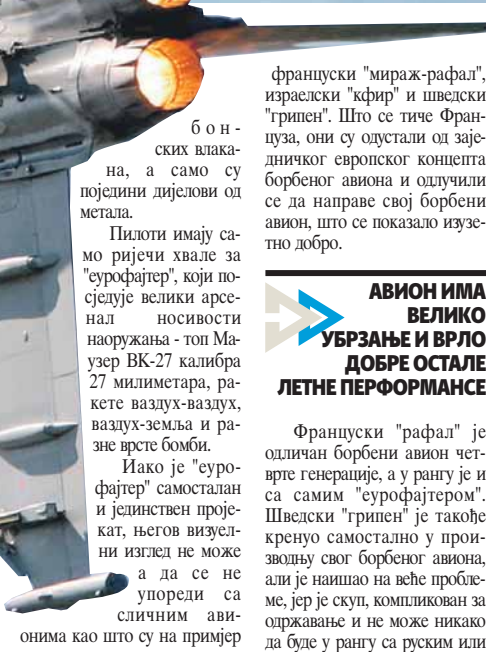 бон-
ских влака-
на, а само су
поједини дијелови од
метала.
Пилоти имају са-
мо ријечи хвале за
"еурофајтер", који по-
сједује велики арсе-
нал носивости
наоружања - топ Ма-
узер ВК-27 калибра
27 милиметара, ра-
кете ваздух-ваздух,
ваздух-земља и ра-
зне врсте бомби.
Иако је "еуро-
фајтер" самосталан
и јединствен проје-
кат, његов визуел-
ни изглед не може
а да се не
упореди са
сличним ави-
онима као што су на примјер
француски "мираж-рафал",
израелски "кфир" и шведски
"грипен". Што се тиче Фран-
цуза, они су одустали од заје-
дничког европског концепта
борбеног авиона и одлучили
се да направе свој борбени
авион, што се показало изузе-
тно добро.
АВИОН ИМА
ВЕЛИКО
УБРЗАЊЕ И ВРЛО
ДОБРЕ ОСТАЛЕ
ЛЕТНЕ ПЕРФОРМАНСЕ
Француски "рафал" је
одличан борбени авион чет-
врте генерације, а у рангу је и
са самим "еурофајтером".
Шведски "грипен" је такође
кренуо самостално у прои-
зводњу свог борбеног авиона,
али је наишао на веће пробле-
ме, јер је скуп, компликован за
одржавање и не може никако
да буде у рангу са руским или